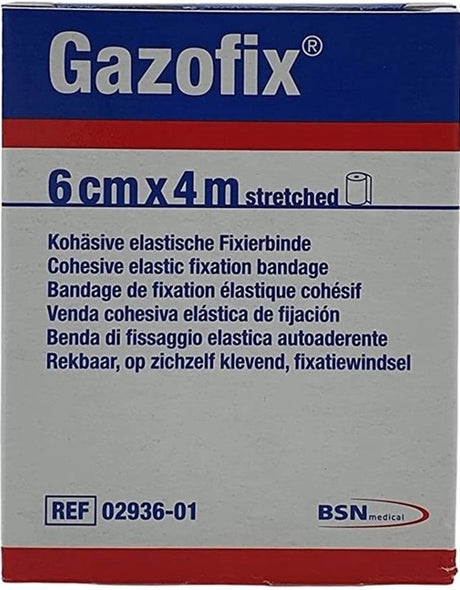 Gazofix®
6 cm x 4 m stretched
Kohäsive elastische Fixierbinde
Cohesive elastic fixation bandage
Bandage de fixation élastique cohésif
Venda cohesiva elástica de fijación
Benda di fissaggio elastica autoaderente
Rekbaar, op zichzelf klevend, fixatiewindsel
REF 02936-01
BSN medical